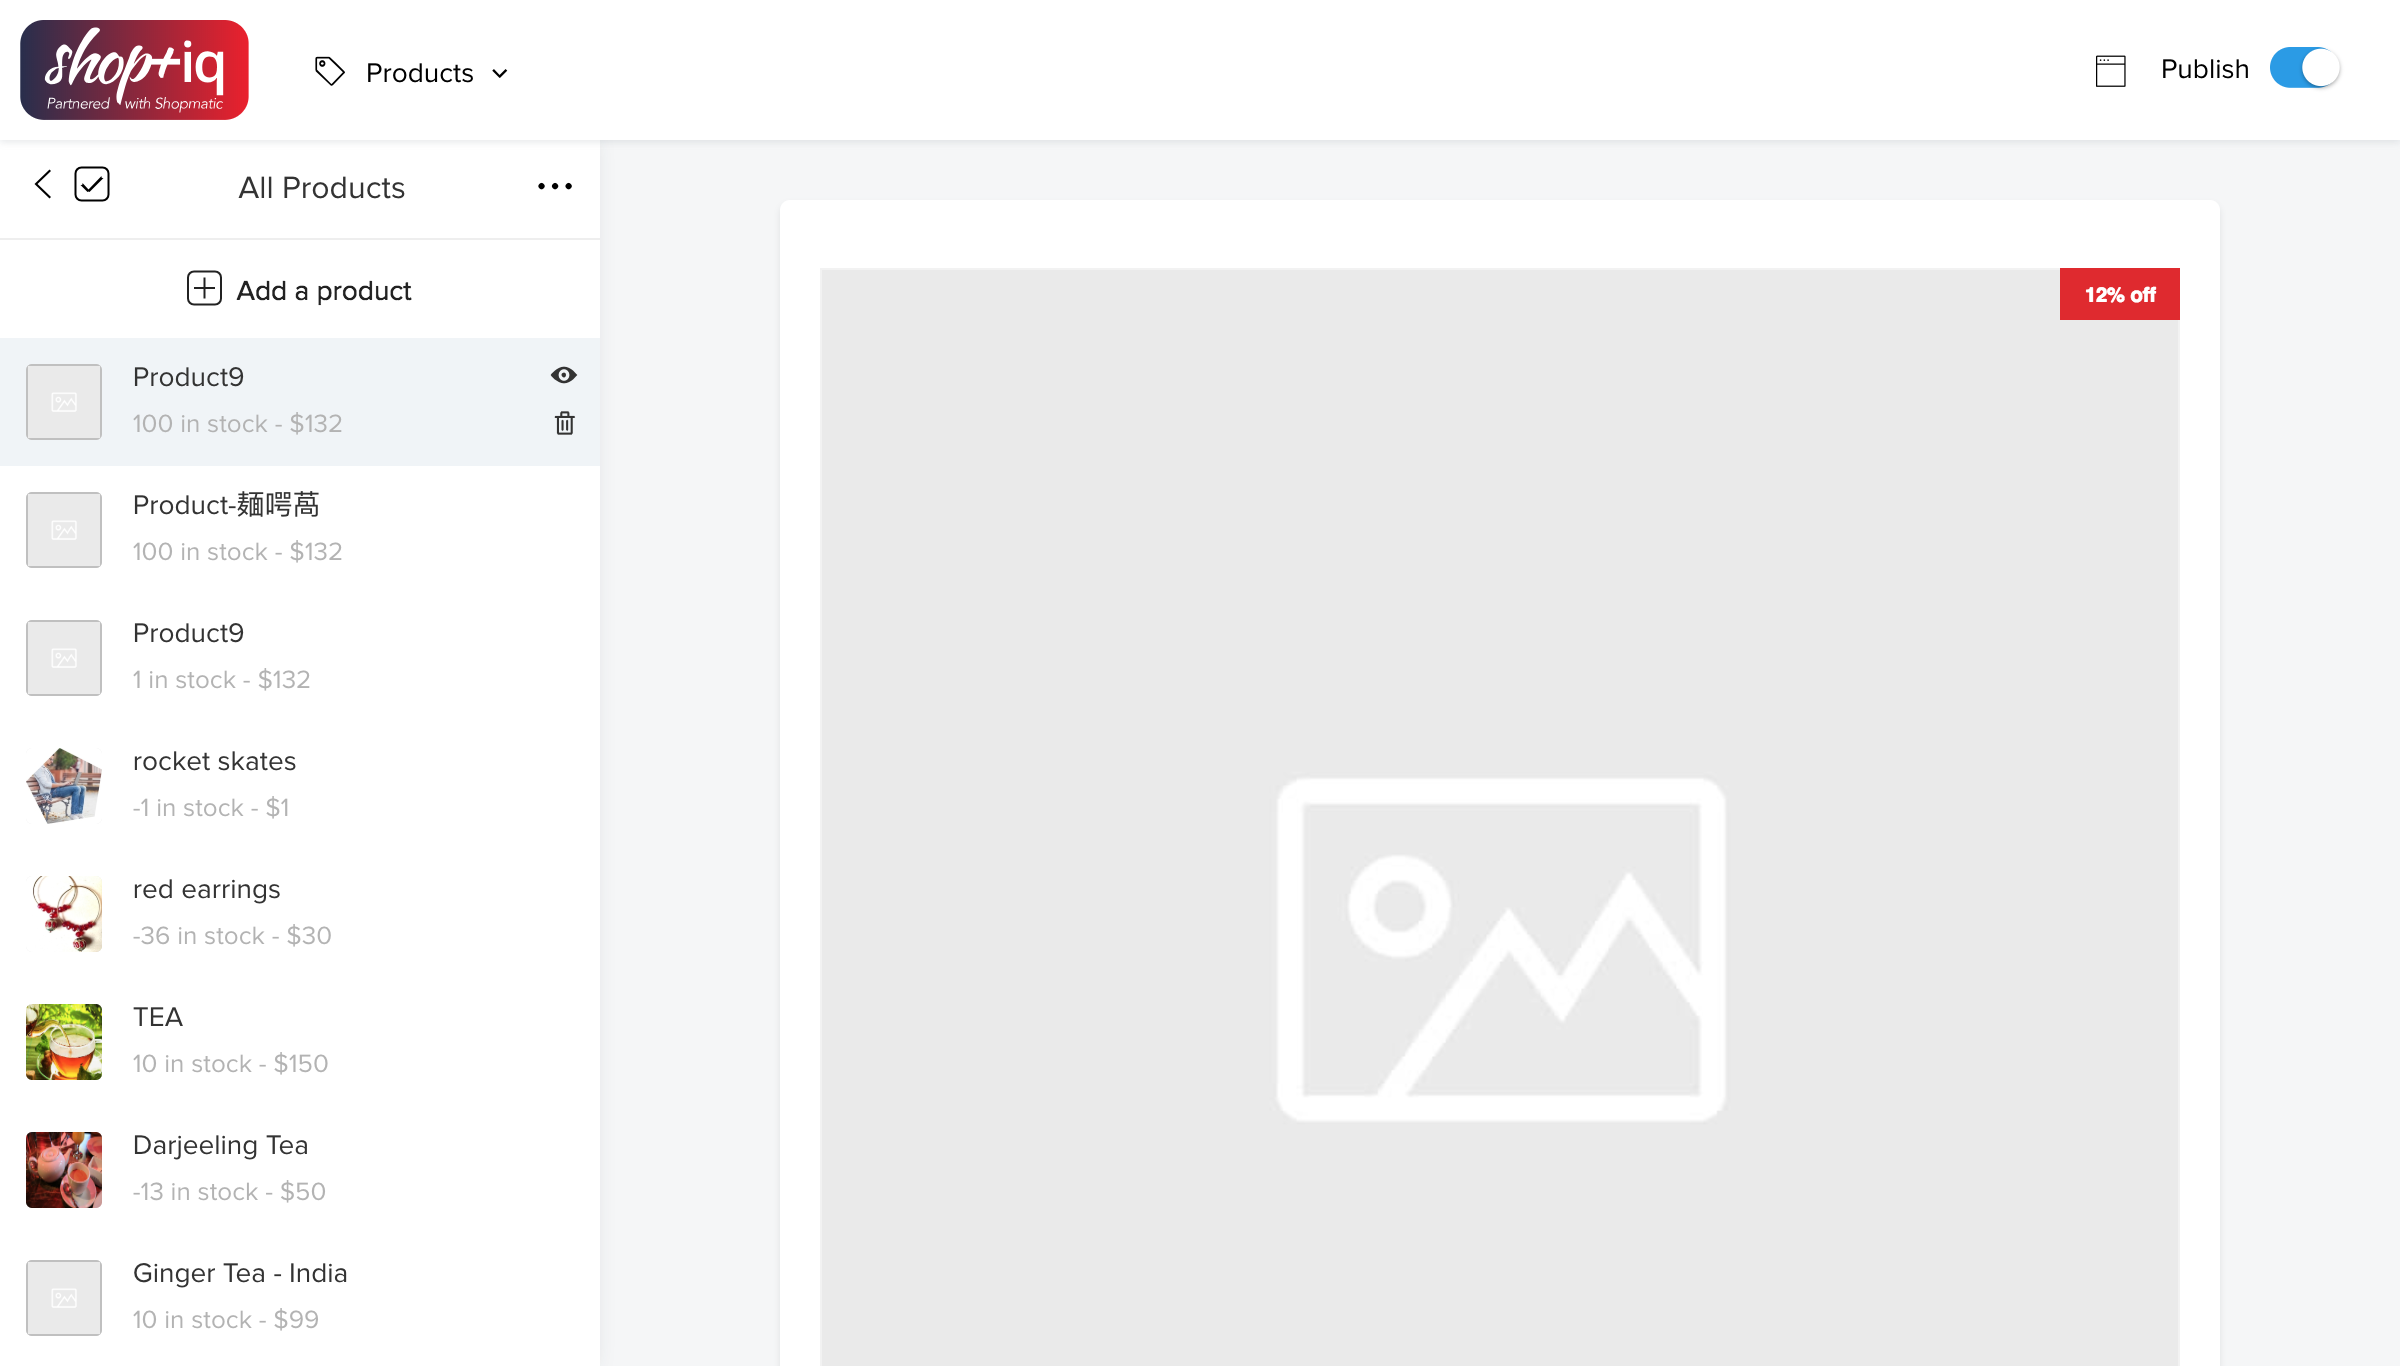 shop+iq
Partnered with Shopmatic
Products
Publish
All Products
Add a product
12% off
Product9
100 in stock - $132
Product-麺咢萵
100 in stock - $132
Product9
1 in stock - $132
rocket skates
-1 in stock - $1
red earrings
-36 in stock - $30
TEA
10 in stock - $150
Darjeeling Tea
-13 in stock - $50
Ginger Tea - India
10 in stock - $99